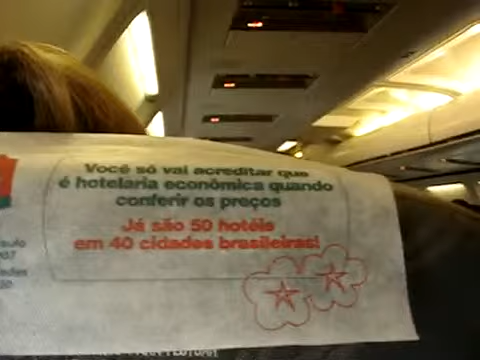 Você só vai acreditar que
é hotelaria econômica quando
conferir os preços
Já são 50 hotéis
em 40 cidades brasileiras!